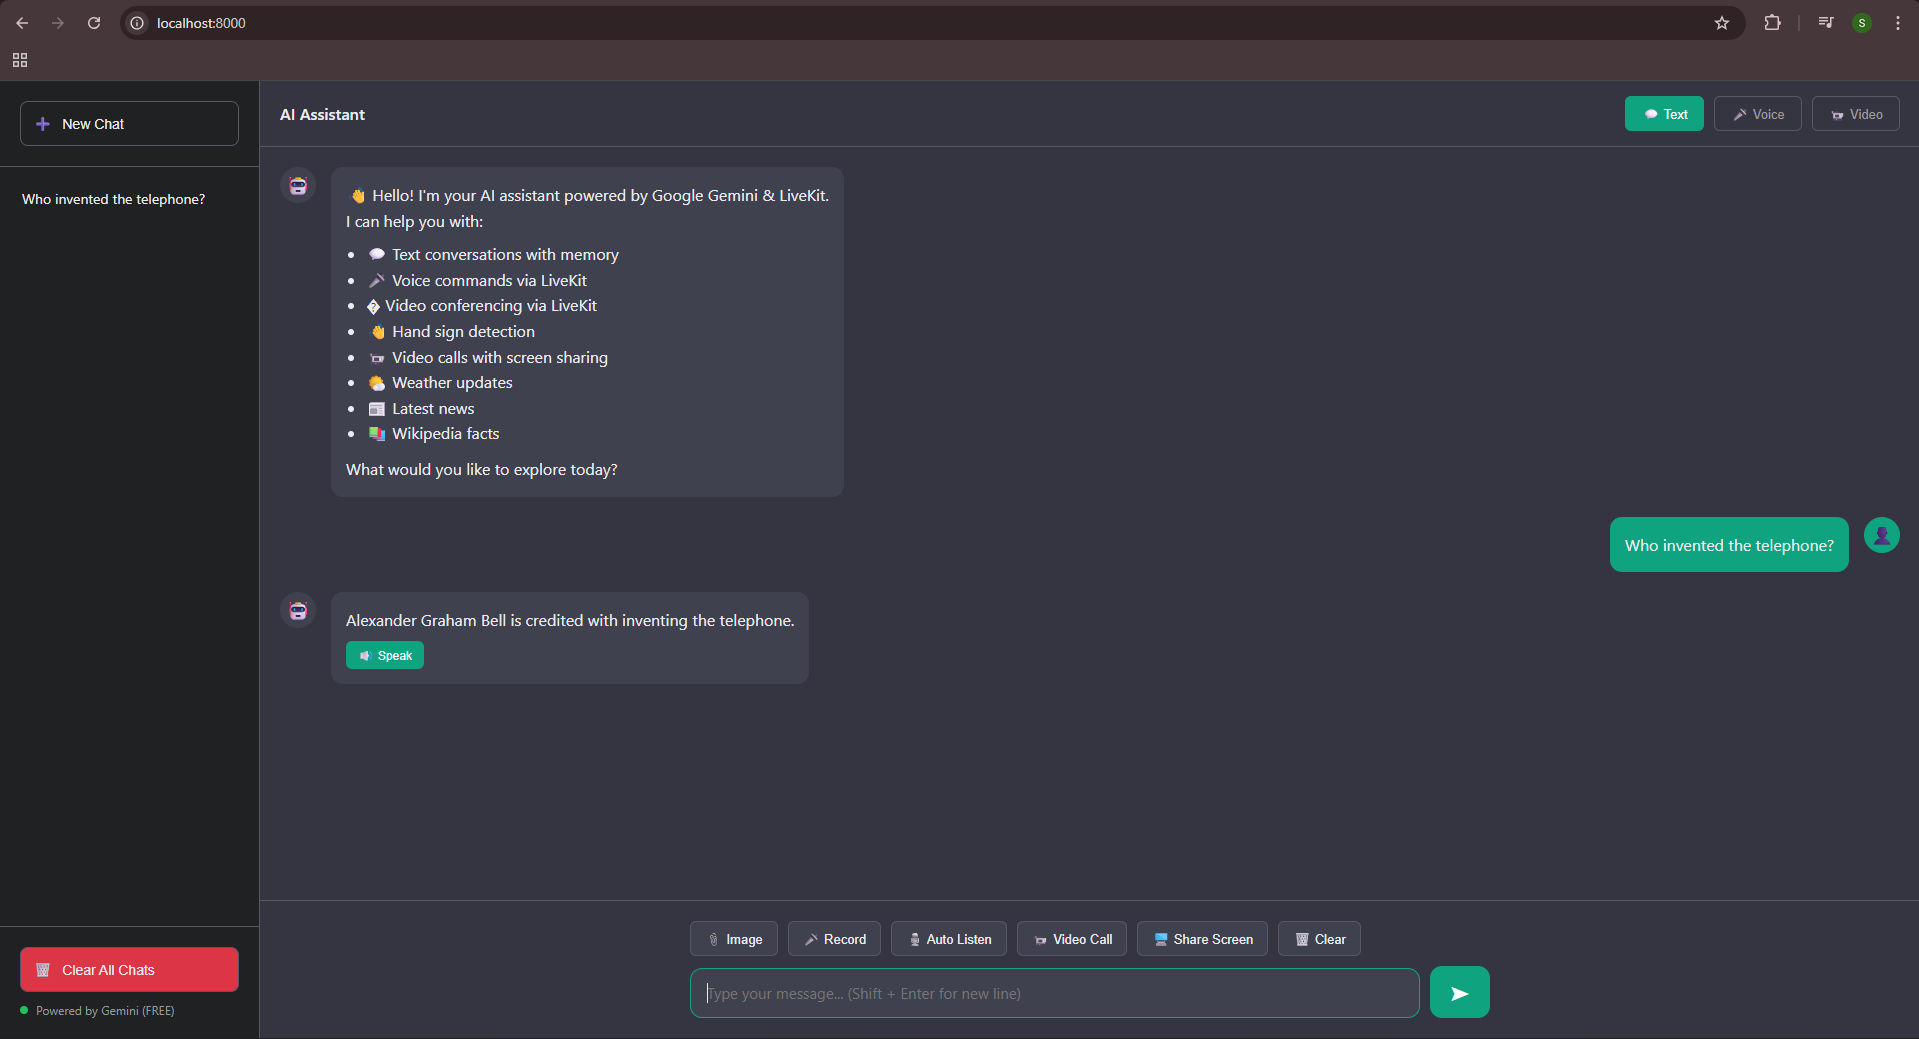 localhost:8000
S
New Chat
Who invented the telephone?
Clear All Chats
Powered by Gemini (FREE)
AI Assistant
Text
Voice
Video
👋 Hello! I'm your AI assistant powered by Google Gemini & LiveKit.
I can help you with:
• 💬 Text conversations with memory
• 🎤 Voice commands via LiveKit
• � Video conferencing via LiveKit
• 👋 Hand sign detection
• 📹 Video calls with screen sharing
• 🌤️ Weather updates
• 📰 Latest news
• 📚 Wikipedia facts
What would you like to explore today?
Who invented the telephone?
Alexander Graham Bell is credited with inventing the telephone.
Speak
Image
Record
Auto Listen
Video Call
Share Screen
Clear
Type your message... (Shift + Enter for new line)